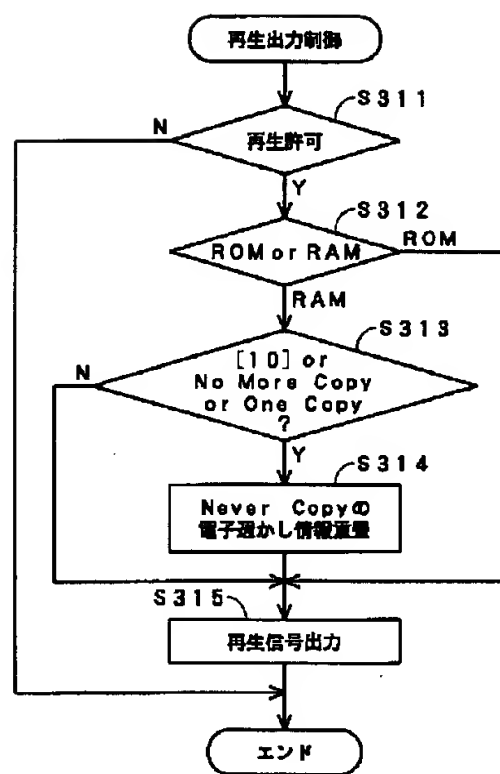 再生出力制御
S311
N
再生許可
Y
S312
ROM or RAM
ROM
RAM
S313
N
[10] or
No More Copy
or One Copy
?
Y
S314
Never Copyの
電子透かし情報重畳
S315
再生信号出力
エンド